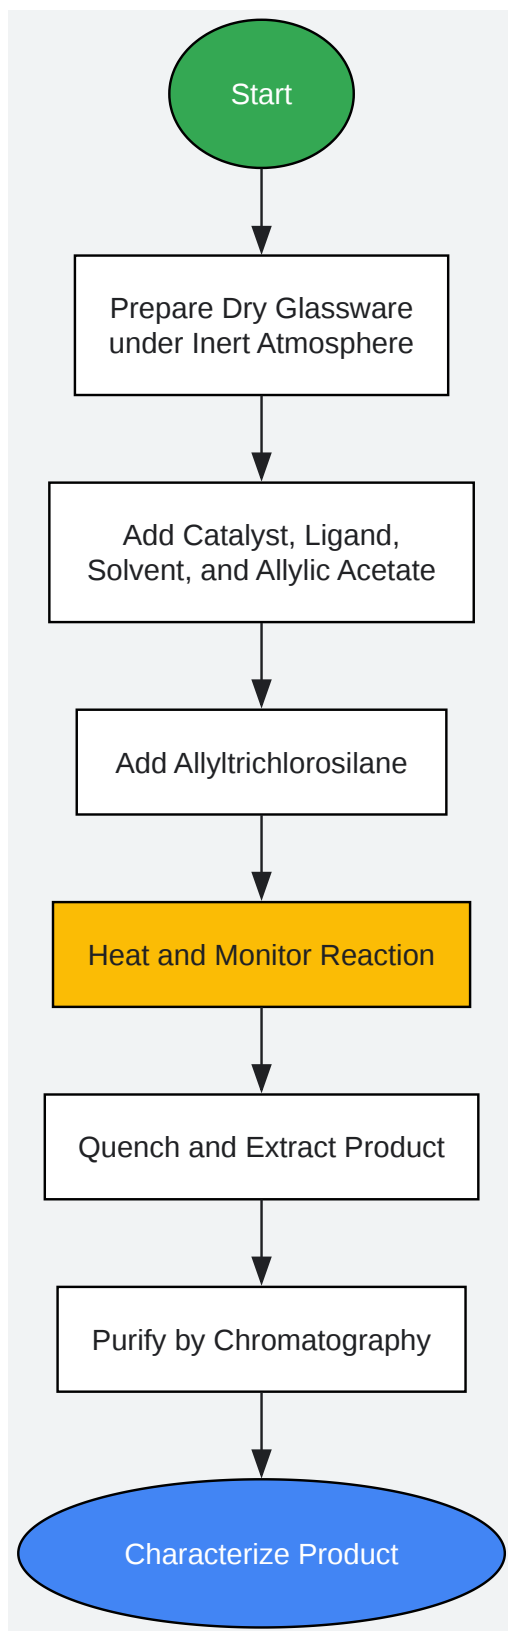 Start
Prepare Dry Glassware
under Inert Atmosphere
Add Catalyst, Ligand,
Solvent, and Allylic Acetate
Add Allyltrichlorosilane
Heat and Monitor Reaction
Quench and Extract Product
Purify by Chromatography
Characterize Product